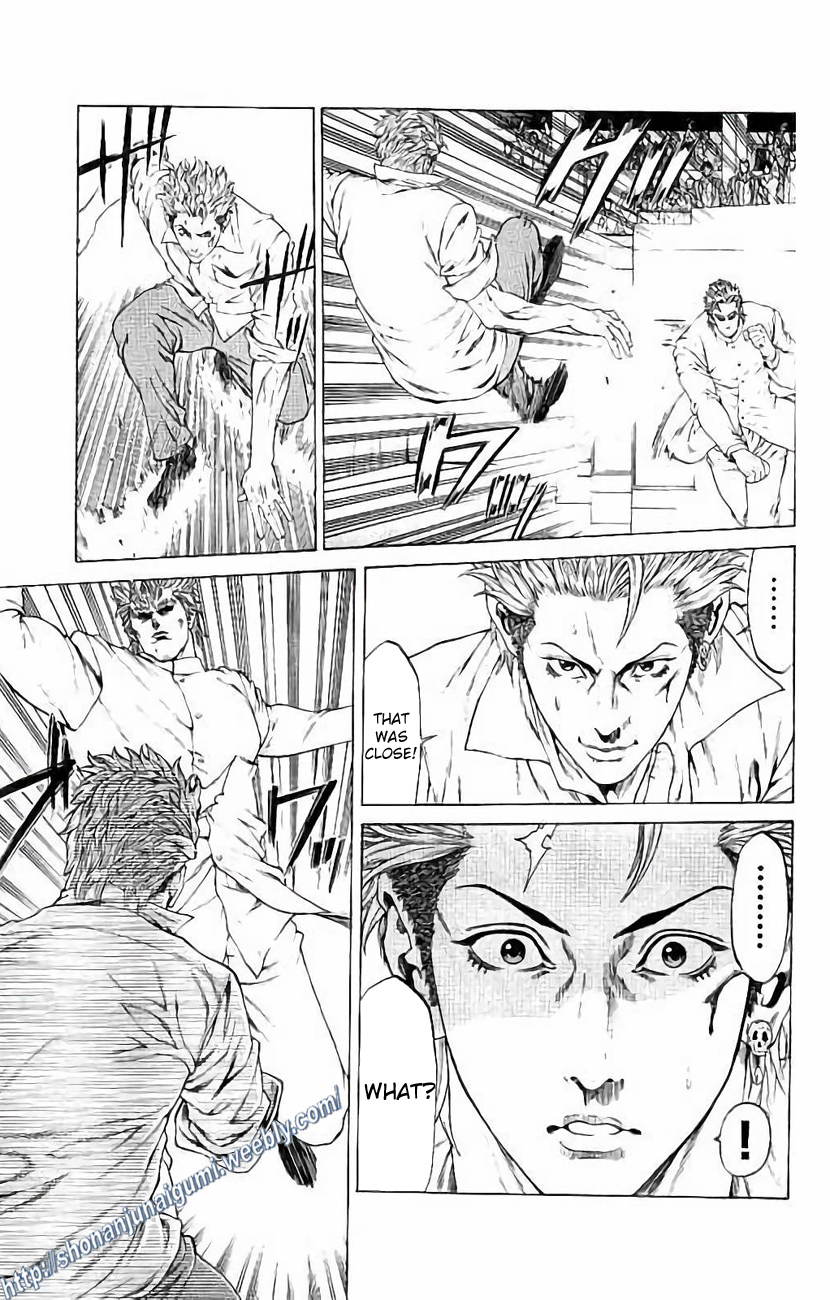 .......
THAT
WAS
CLOSE!
..........
WHAT?
!
http://shonanjunaigumi.weebly.com/